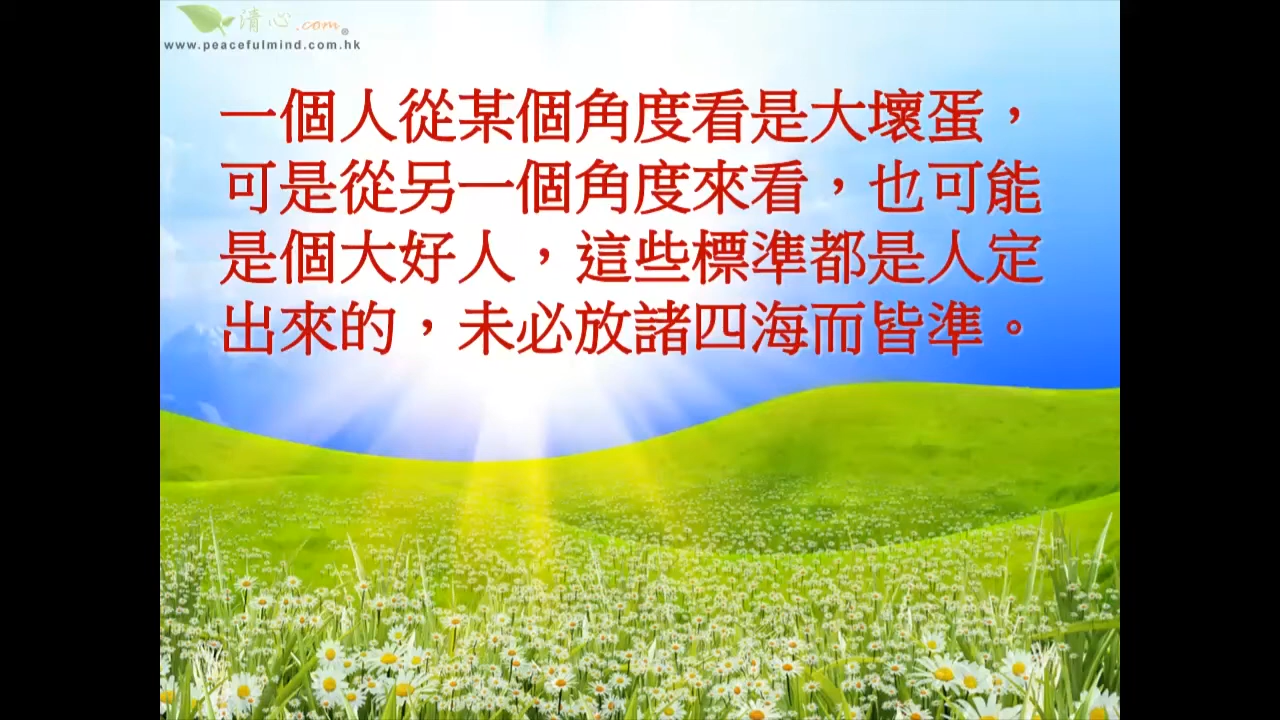 清心.com
www.peacefulmind.com.hk
一個人從某個角度看是大壞蛋，
可是從另一個角度來看，也可能
是個大好人，這些標準都是人定
出來的，未必放諸四海而皆準。